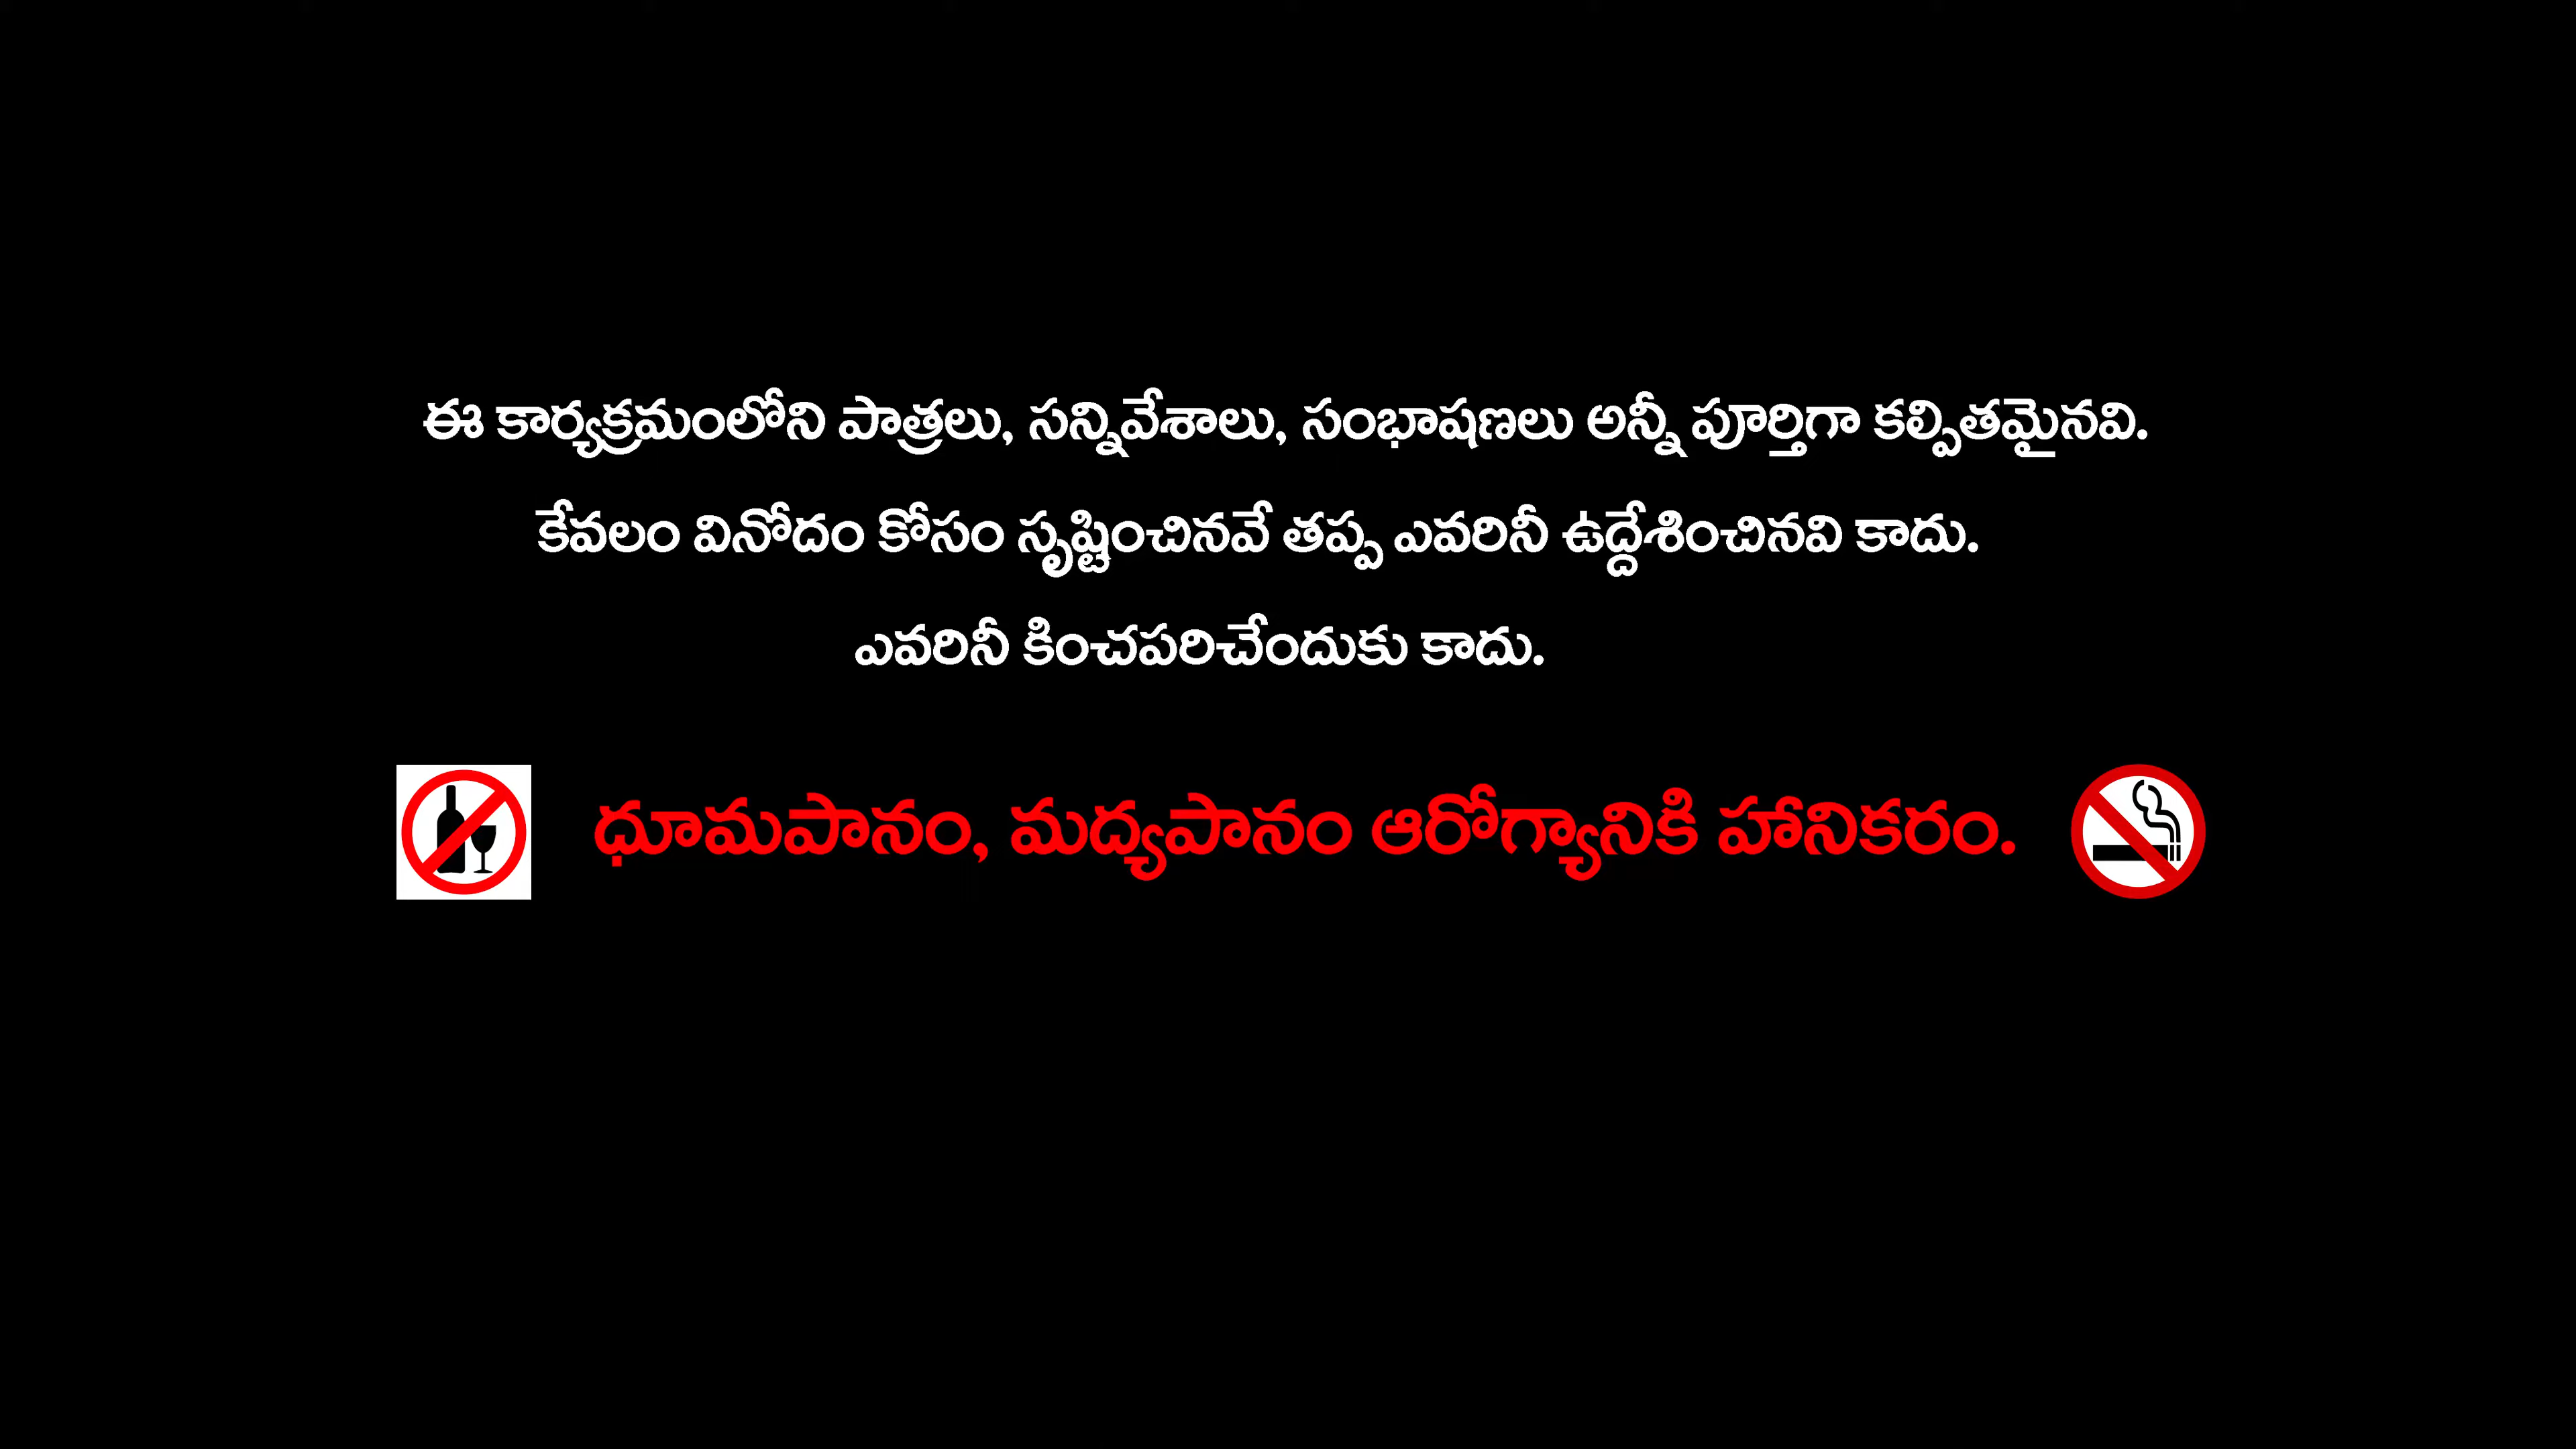 ఈ కార్యక్రమంలోని పాత్రలు, సన్నివేశాలు, సంభాషణలు అన్నీ పూర్తిగా కల్పితమైనవి.
కేవలం వినోదం కోసం సృష్టించినవే తప్ప ఎవరినీ ఉద్దేశించినవి కాదు.
ఎవరినీ కించపరిచేందుకు కాదు.
ధూమపానం, మద్యపానం ఆరోగ్యానికి హానికరం.